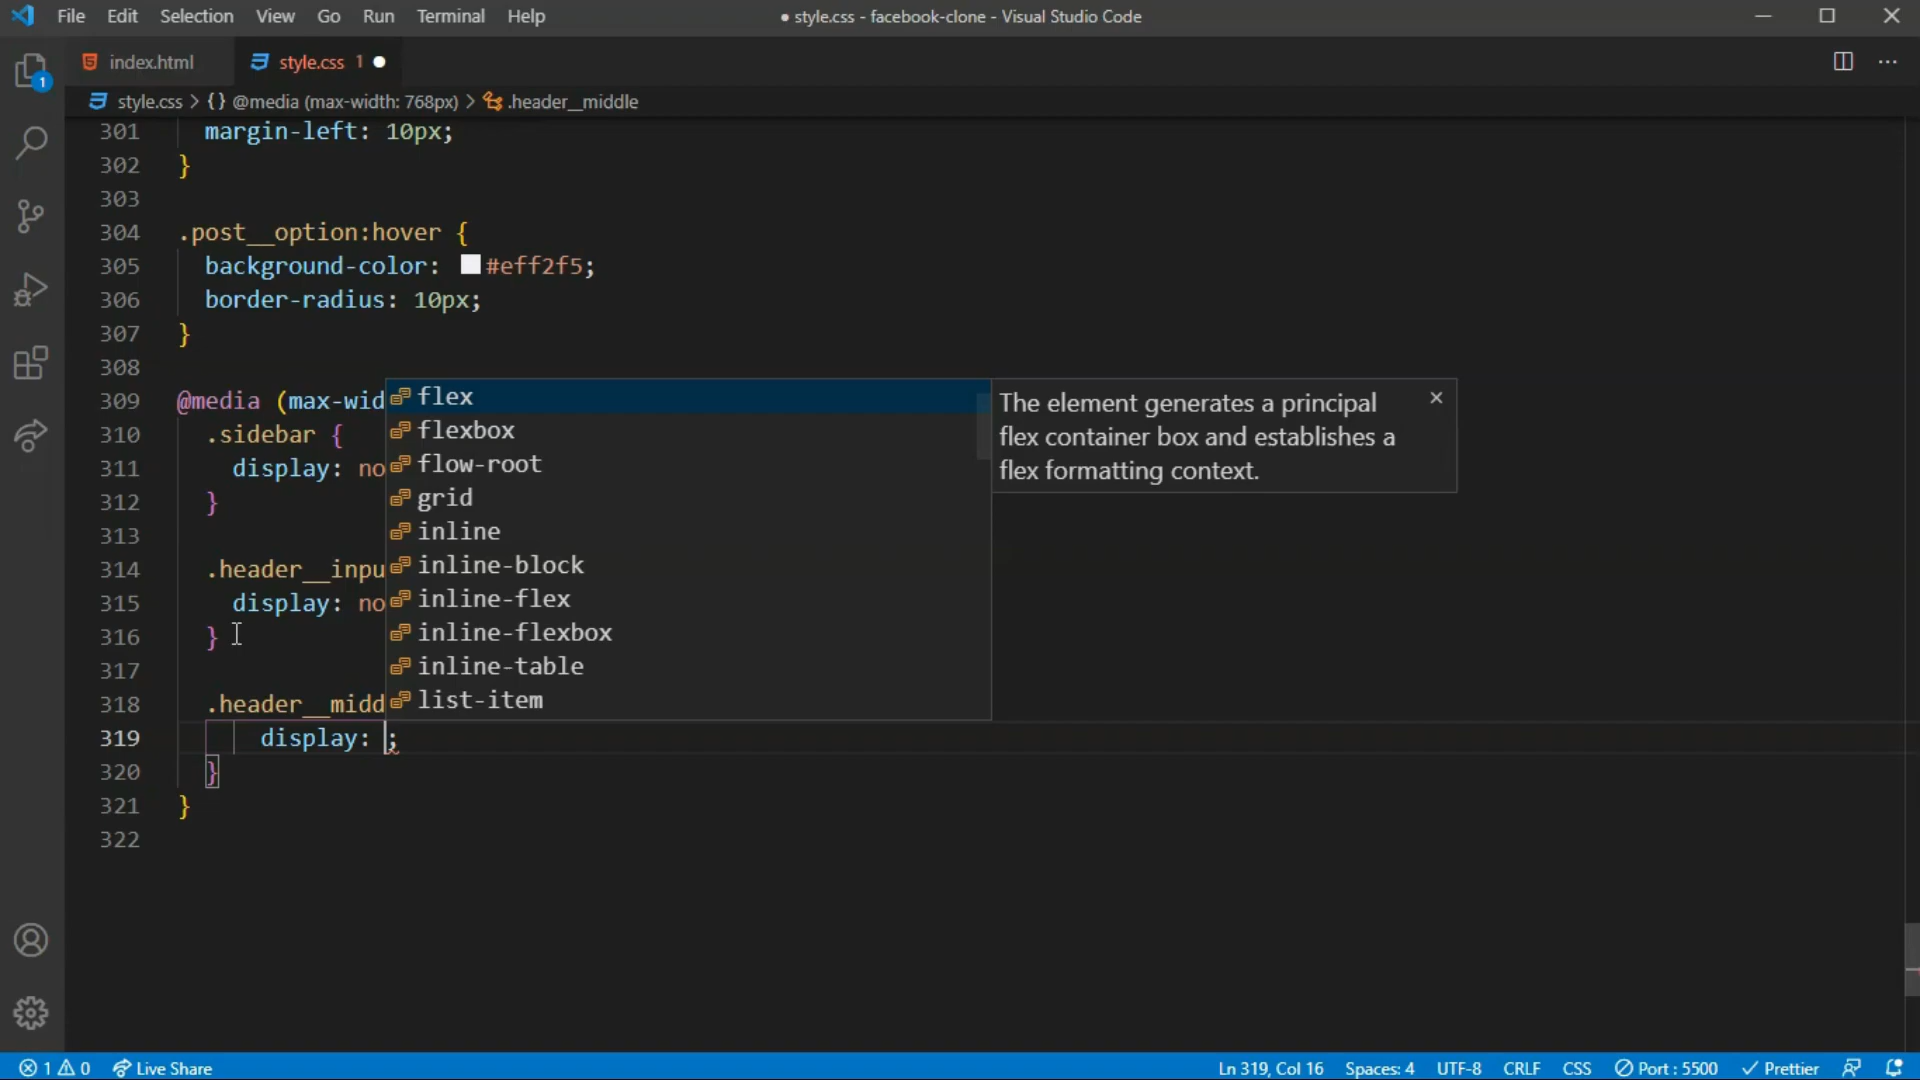 File Edit Selection View Go Run Terminal Help
● style.css - facebook-clone - Visual Studio Code
1
index.html
style.css 1 ●
style.css > {} @media (max-width: 768px) > .header__middle
301 margin-left: 10px;
302 }
303
304 .post__option:hover {
305 background-color: #eff2f5;
306 border-radius: 10px;
307 }
308
309 @media (max-wid
310 .sidebar {
311 display: no
312 }
313
314 .header__inpu
315 display: no
316 }
317
318 .header__midd
319 display: ;
320 }
321 }
322
flex
flexbox
flow-root
grid
inline
inline-block
inline-flex
inline-flexbox
inline-table
list-item
The element generates a principal
flex container box and establishes a
flex formatting context.
1 0 Live Share Ln 319, Col 16 Spaces: 4 UTF-8 CRLF CSS Port : 5500 Prettier